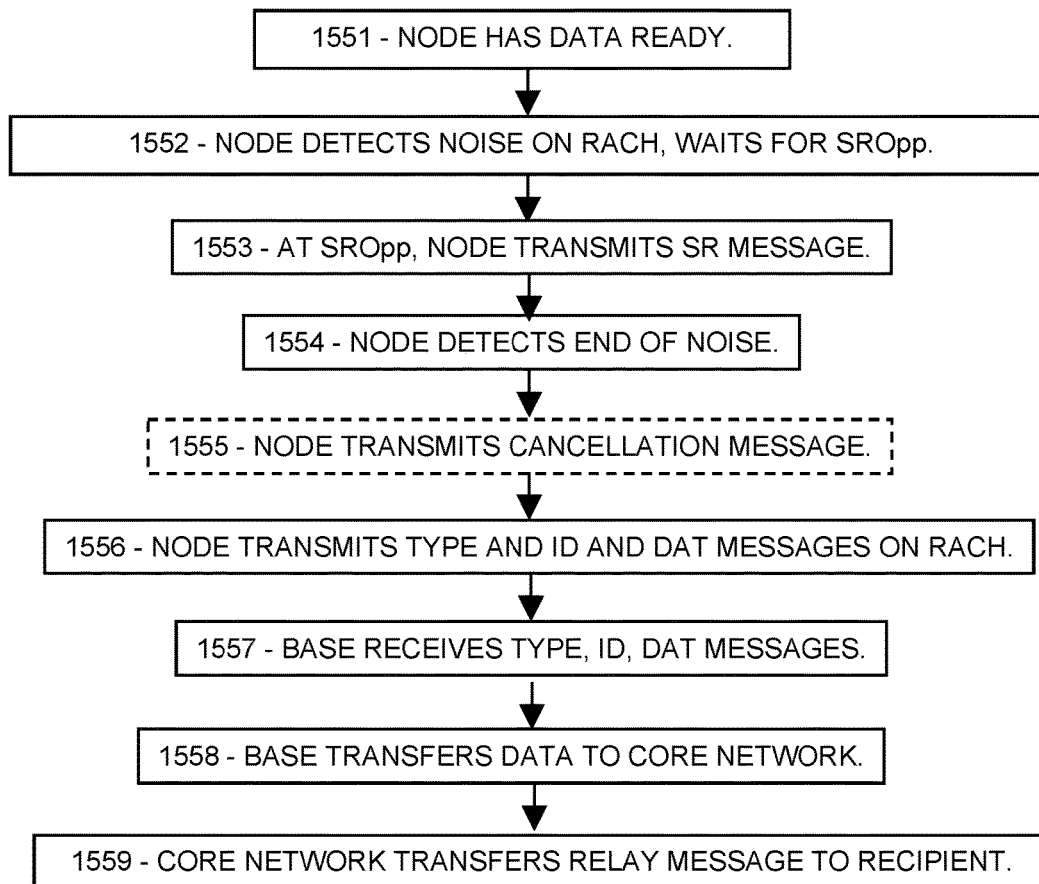 1551 - NODE HAS DATA READY.
1552 - NODE DETECTS NOISE ON RACH, WAITS FOR SROpp.
1553 - AT SROpp, NODE TRANSMITS SR MESSAGE.
1554 - NODE DETECTS END OF NOISE.
1555 - NODE TRANSMITS CANCELLATION MESSAGE.
1556 - NODE TRANSMITS TYPE AND ID AND DAT MESSAGES ON RACH.
1557 - BASE RECEIVES TYPE, ID, DAT MESSAGES.
1558 - BASE TRANSFERS DATA TO CORE NETWORK.
1559 - CORE NETWORK TRANSFERS RELAY MESSAGE TO RECIPIENT.